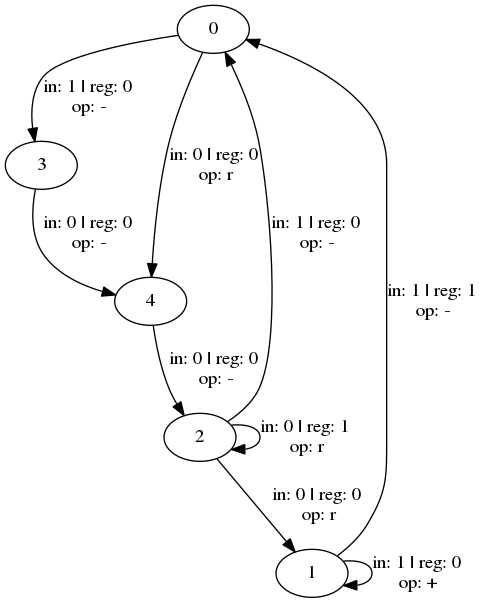 0
in: 1 | reg: 0
op: -
3
in: 0 | reg: 0
op: r
in: 0 | reg: 0
op: -
in: 1 | reg: 0
op: -
4
in: 1 | reg: 1
op: -
in: 0 | reg: 0
op: -
2
in: 0 | reg: 1
op: r
in: 0 | reg: 0
op: r
1
in: 1 | reg: 0
op: +